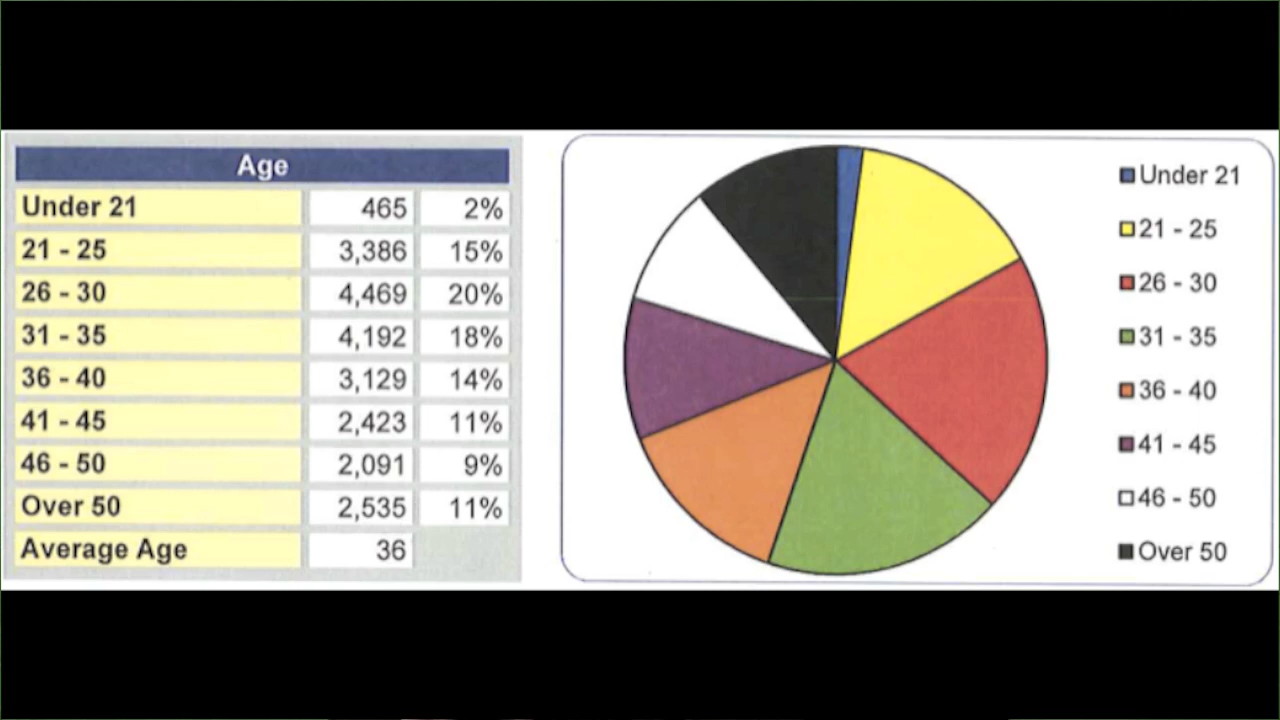 Age
Under 21 465 2%
21 - 25 3,386 15%
26 - 30 4,469 20%
31 - 35 4,192 18%
36 - 40 3,129 14%
41 - 45 2,423 11%
46 - 50 2,091 9%
Over 50 2,535 11%
Average Age 36
Under 21
21 - 25
26 - 30
31 - 35
36 - 40
41 - 45
46 - 50
Over 50